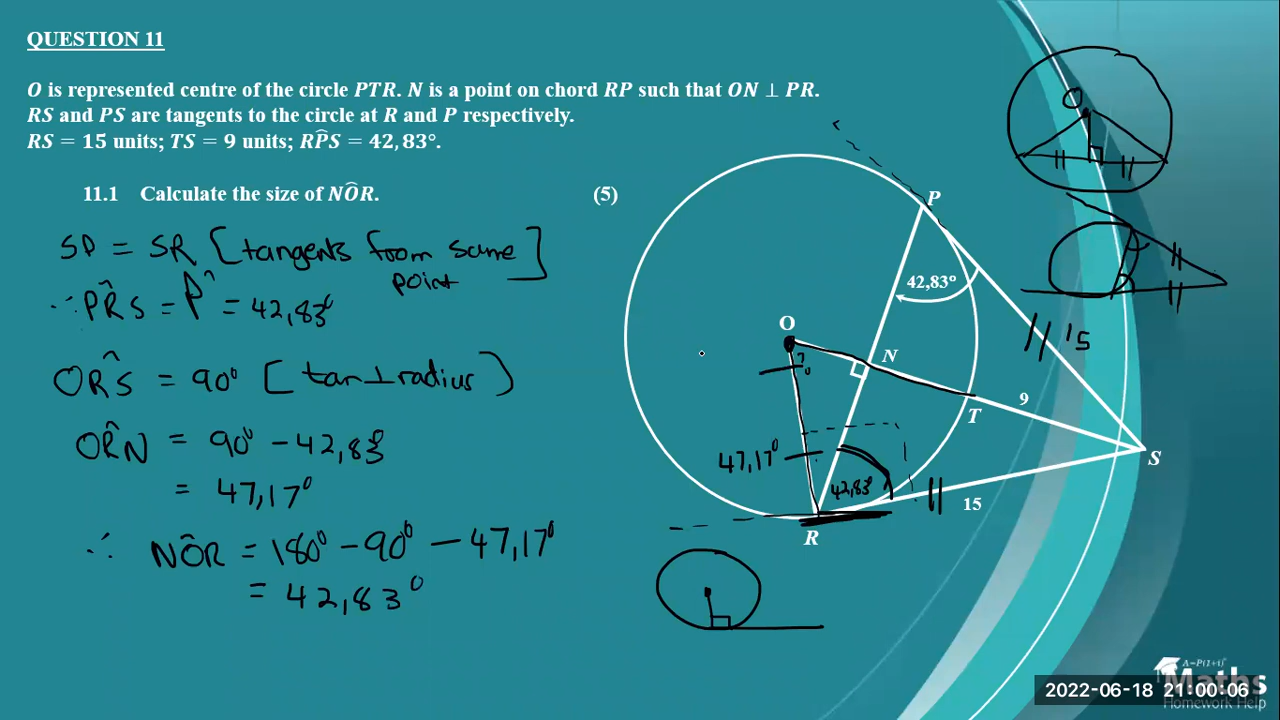 QUESTION 11
O is represented centre of the circle PTR. N is a point on chord RP such that ON ⊥ PR.
RS and PS are tangents to the circle at R and P respectively.
RS = 15 units; TS = 9 units; RP̂S = 42,83°.
11.1 Calculate the size of NÔR. (5)
SP = SR [tangents from same point]
∴ PR̂S = P̂ = 42,83°
OR̂S = 90° [tan ⊥ radius)
OR̂N = 90° - 42,83°
= 47,17°
∴ NÔR = 180° - 90° - 47,17°
= 42,83°
O
P
42,83°
15
O
?
N
9
T
S
47,17°
42,83°
15
R
A=P(1+i)ⁿ
Maths
Homework Help
2022-06-18 21:00:06